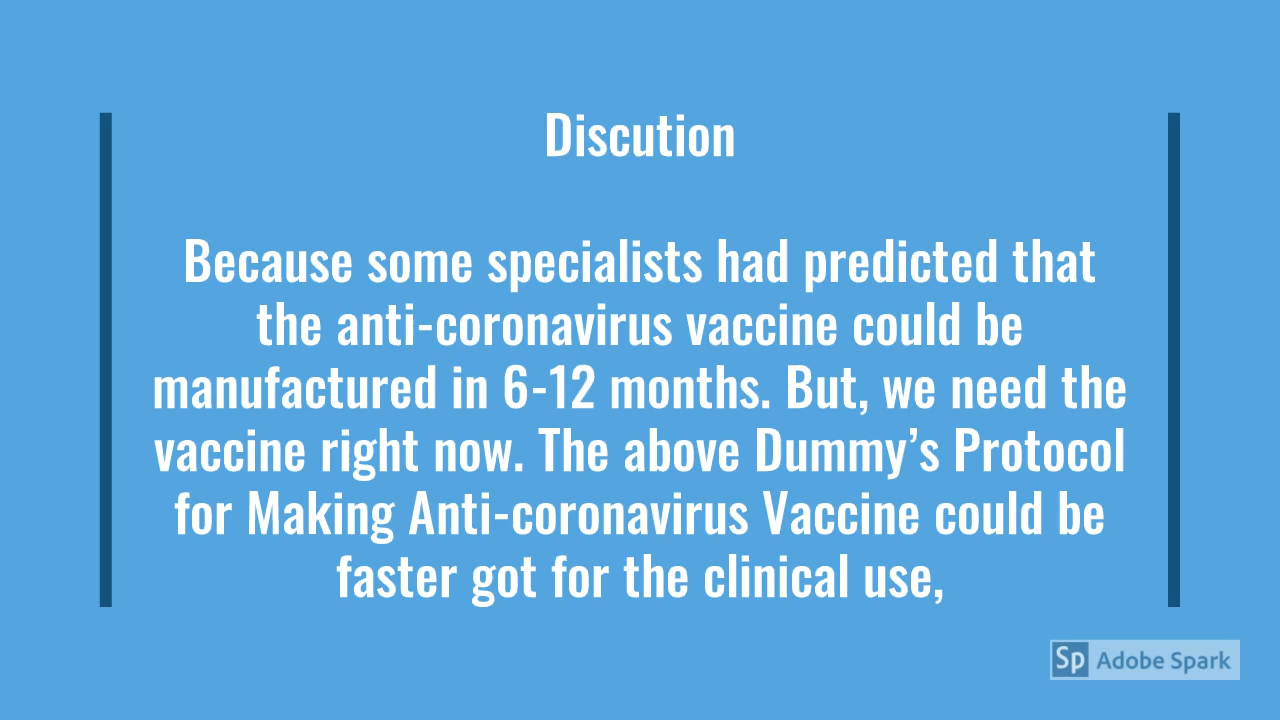 Discution
Because some specialists had predicted that
the anti-coronavirus vaccine could be
manufactured in 6-12 months. But, we need the
vaccine right now. The above Dummy’s Protocol
for Making Anti-coronavirus Vaccine could be
faster got for the clinical use,
Sp Adobe Spark